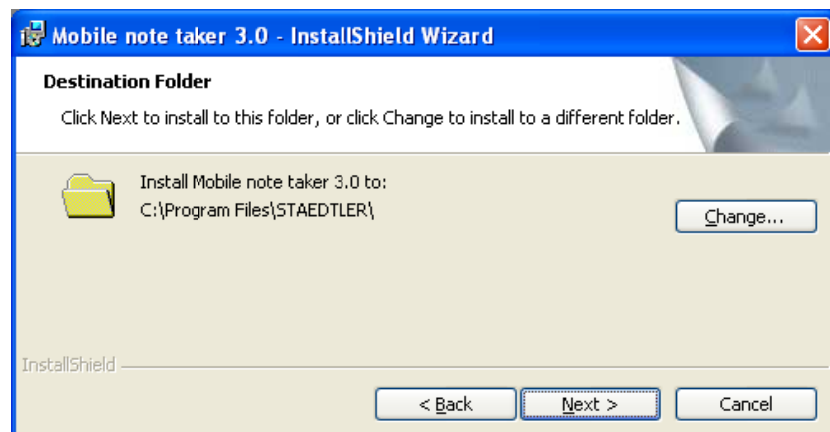 Mobile note taker 3.0 - InstallShield Wizard
Destination Folder
Click Next to install to this folder, or click Change to install to a different folder.
Install Mobile note taker 3.0 to:
C:\Program Files\STAEDTLER\
Change...
InstallShield
< Back
Next >
Cancel